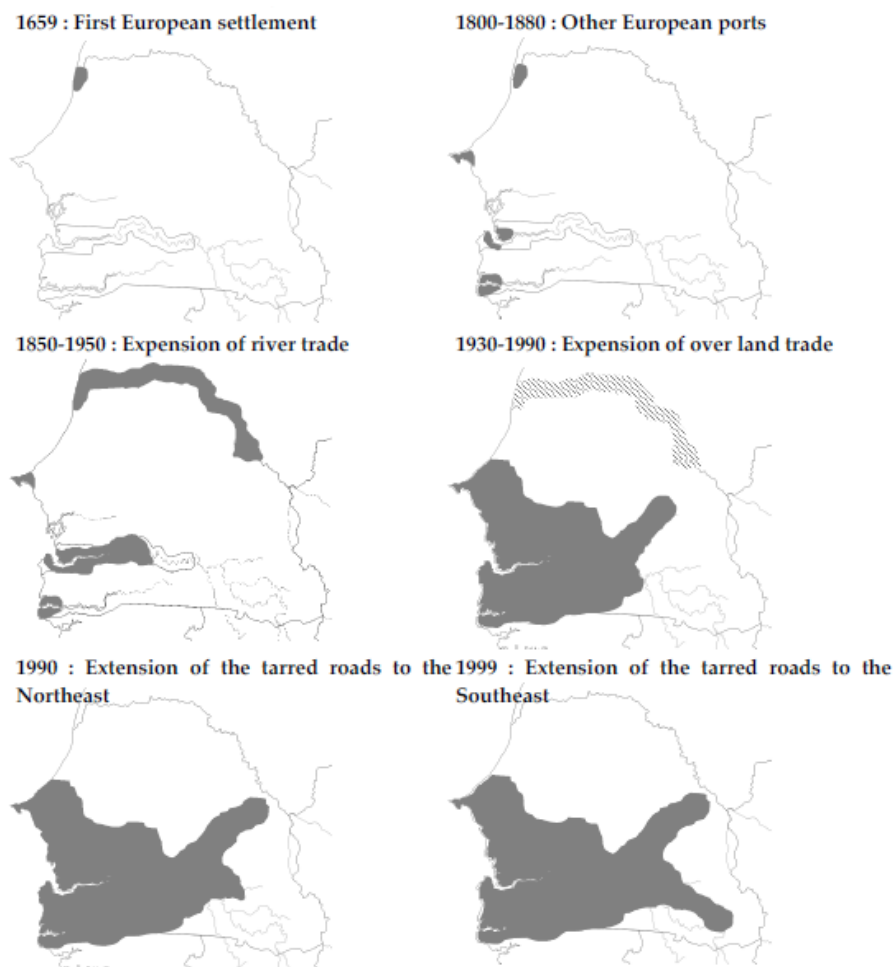 1659 : First European settlement
1800-1880 : Other European ports
1850-1950 : Expension of river trade
1930-1990 : Expension of over land trade
1990 : Extension of the tarred roads to the
Northeast
1999 : Extension of the tarred roads to the
Southeast